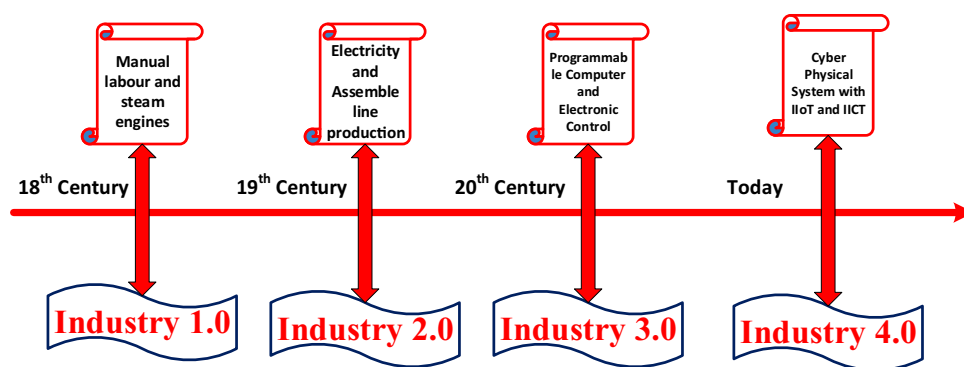 Manual
labour and
steam
engines
Electricity
and
Assemble
line
production
Programmab
le Computer
and
Electronic
Control
Cyber
Physical
System with
IIoT and IICT
18th Century
19th Century
20th Century
Today
Industry 1.0
Industry 2.0
Industry 3.0
Industry 4.0